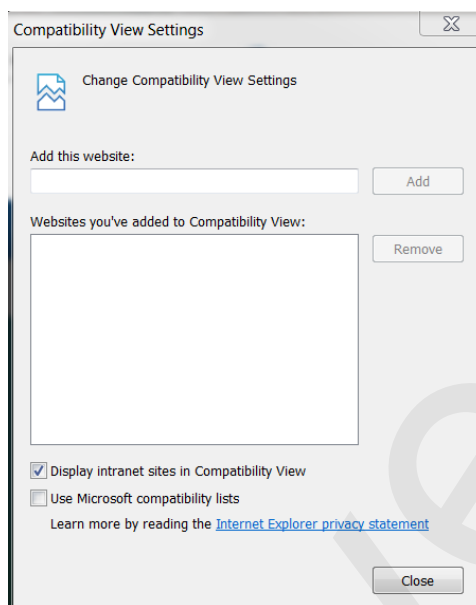 Compatibility View Settings
Change Compatibility View Settings
Add this website:
Add
Websites you've added to Compatibility View:
Remove
Display intranet sites in Compatibility View
Use Microsoft compatibility lists
Learn more by reading the Internet Explorer privacy statement
Close